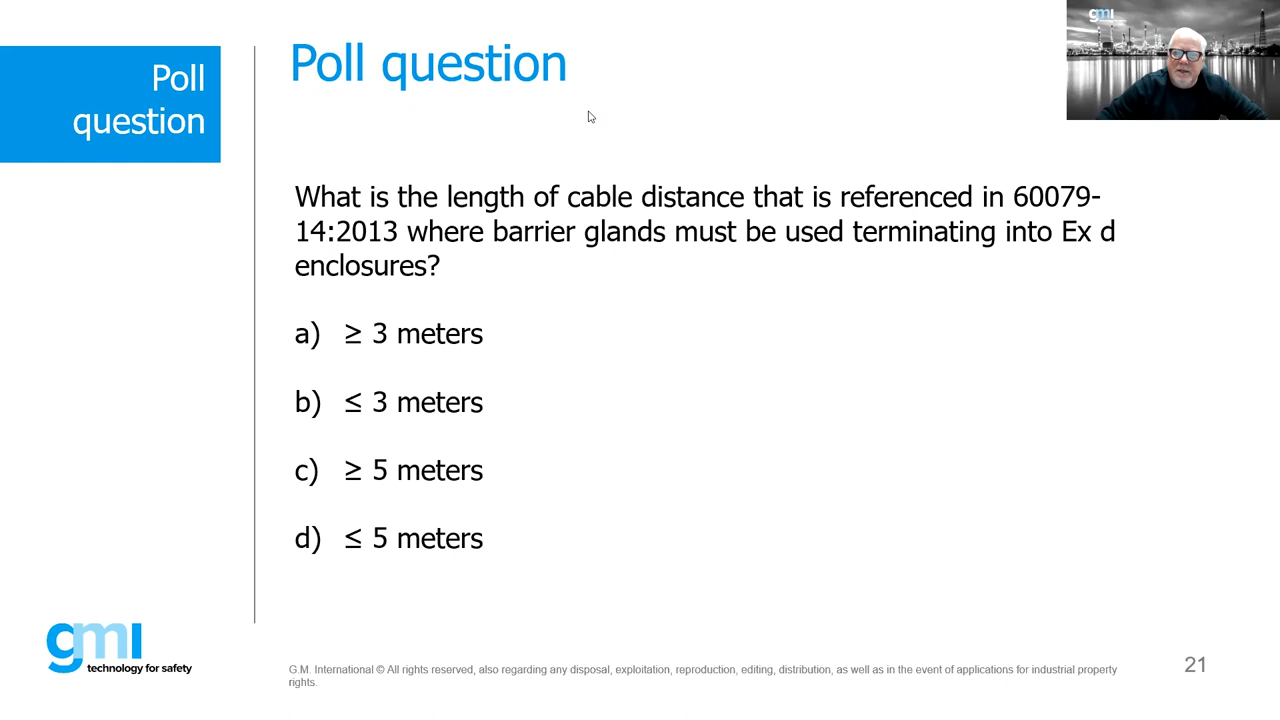 Poll
question
Poll question
gmi
What is the length of cable distance that is referenced in 60079-
14:2013 where barrier glands must be used terminating into Ex d
enclosures?
a) ≥ 3 meters
b) ≤ 3 meters
c) ≥ 5 meters
d) ≤ 5 meters
gmi
technology for safety
G.M. International © All rights reserved, also regarding any disposal, exploitation, reproduction, editing, distribution, as well as in the event of applications for industrial property
rights.
21